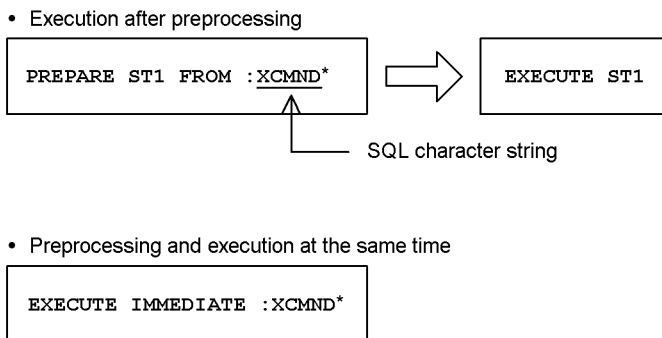 • Execution after preprocessing
PREPARE ST1 FROM :XCMND*
EXECUTE ST1
SQL character string
• Preprocessing and execution at the same time
EXECUTE IMMEDIATE :XCMND*